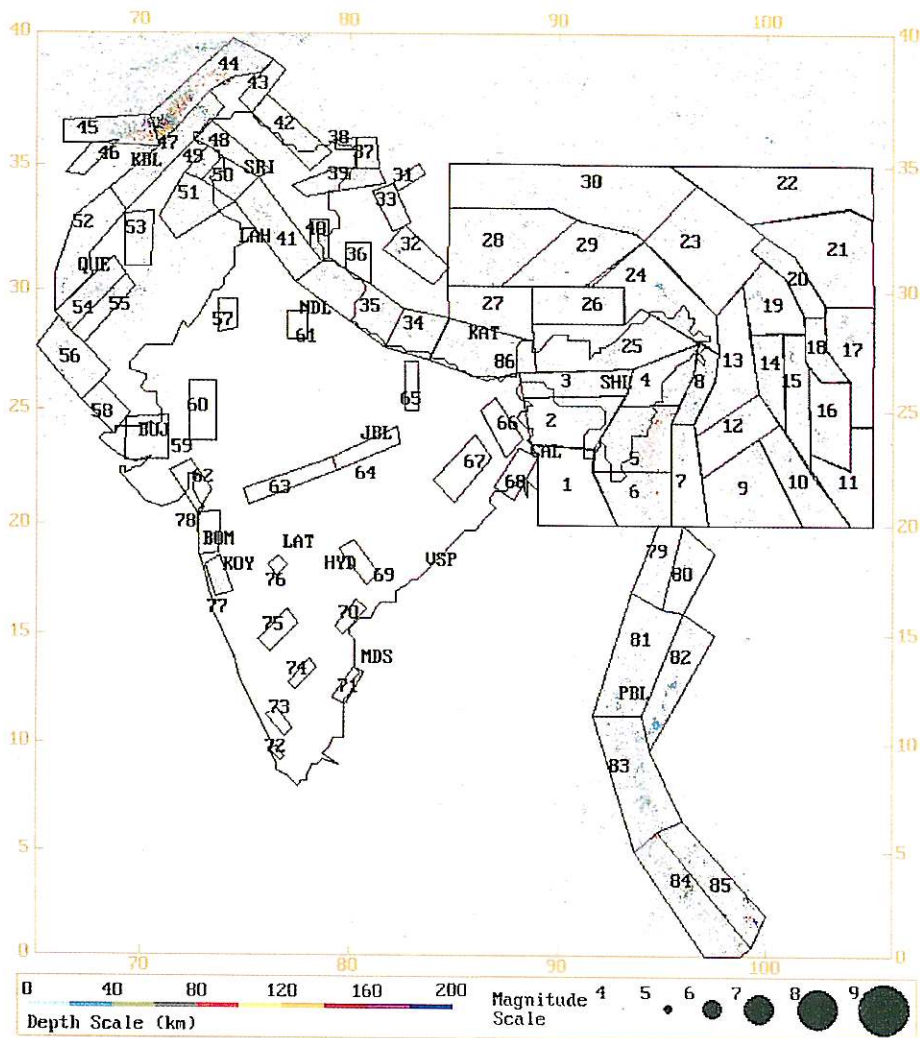 70 80 90 100
40 40
44
43
45 42
38
47 48 37
46 KBL 49 SRJ
35 50 39 31 30 22
51 33
52 53 40 28 23
LAH 41 32 29 21
36
QUE 24 20
30 30
54 55 35 27 26 19
57 NDL
61 34 KAT 25 18 17
56 86 13 14
3 SHL 4 8 15
58 60 65 16
25 25
BUJ 66 2 12
59 JBL
CAL 5
62 63 64 67 68 1 6 7 9 10 11
20 78 20
BOM LAT 79
KOY HYD VSP 80
76 69
77
70
15 75 81 15
MDS 82
74 71
PBL
73
10 72 10
83
5 5
84 85
0 0
70 80 90 100
0 40 80 120 160 200
Depth Scale (km)
Magnitude Scale 4 5 6 7 8 9